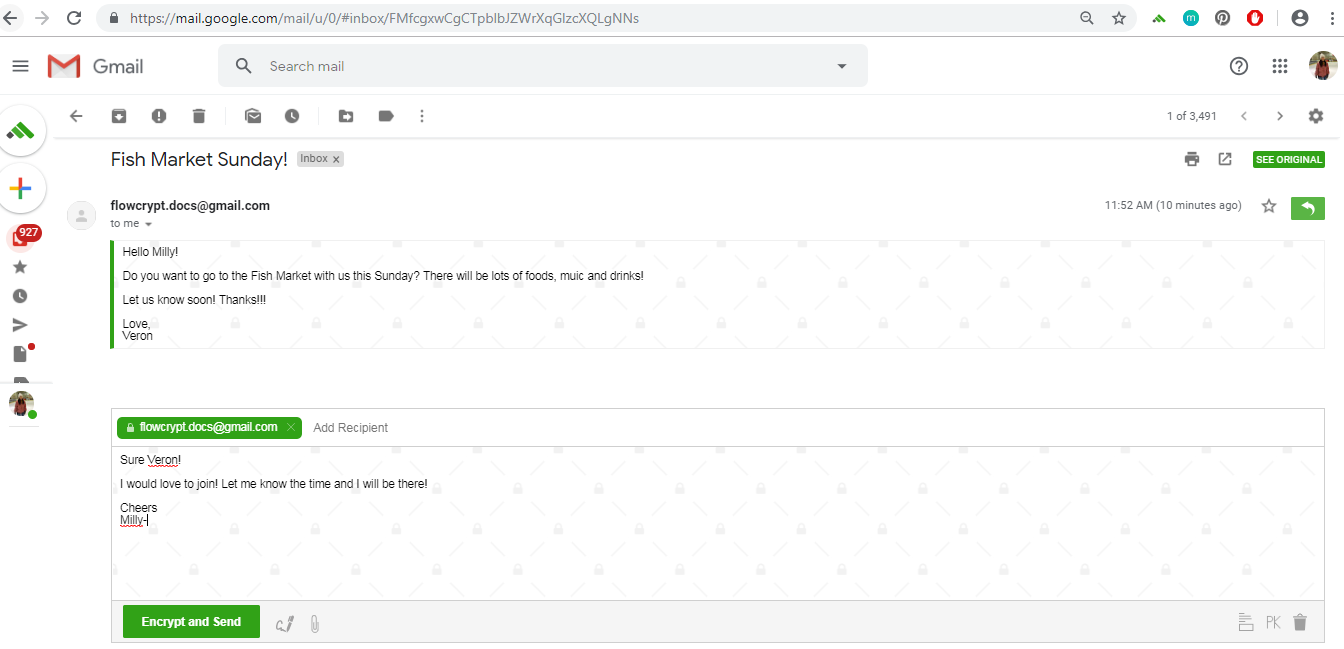 https://mail.google.com/mail/u/0/#inbox/FMfcgxwCgCTpblbJZWrXqGlzcXQLgNNs
m
Gmail
Search mail
1 of 3,491
Fish Market Sunday!
Inbox x
SEE ORIGINAL
flowcrypt.docs@gmail.com
11:52 AM (10 minutes ago)
to me
927
Hello Milly!
Do you want to go to the Fish Market with us this Sunday? There will be lots of foods, muic and drinks!
Let us know soon! Thanks!!!
Love,
Veron
flowcrypt.docs@gmail.com
Add Recipient
Sure Veron!
I would love to join! Let me know the time and I will be there!
Cheers
Milly-
Encrypt and Send
PK